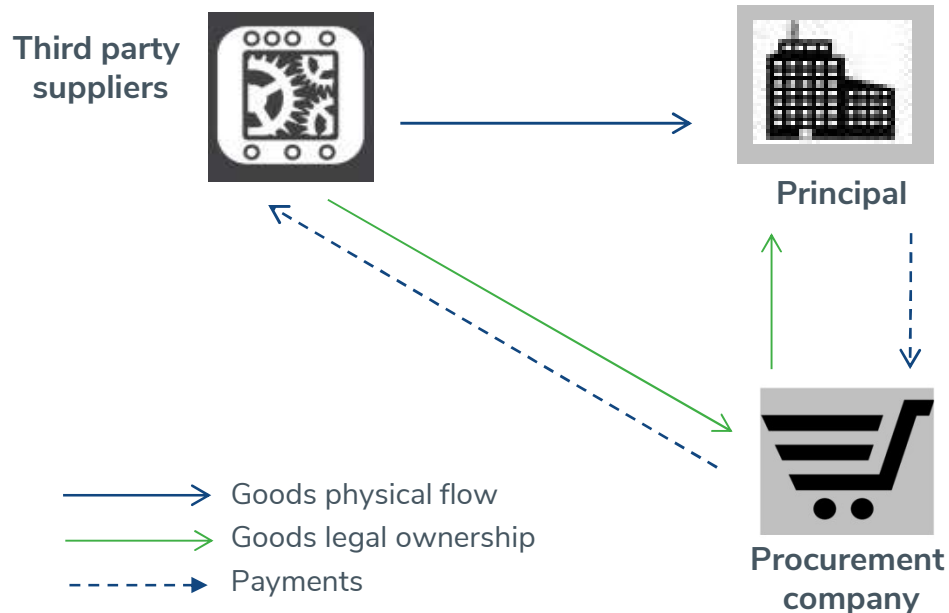 Third party
suppliers
Principal
Goods physical flow
Goods legal ownership
Payments
Procurement
company